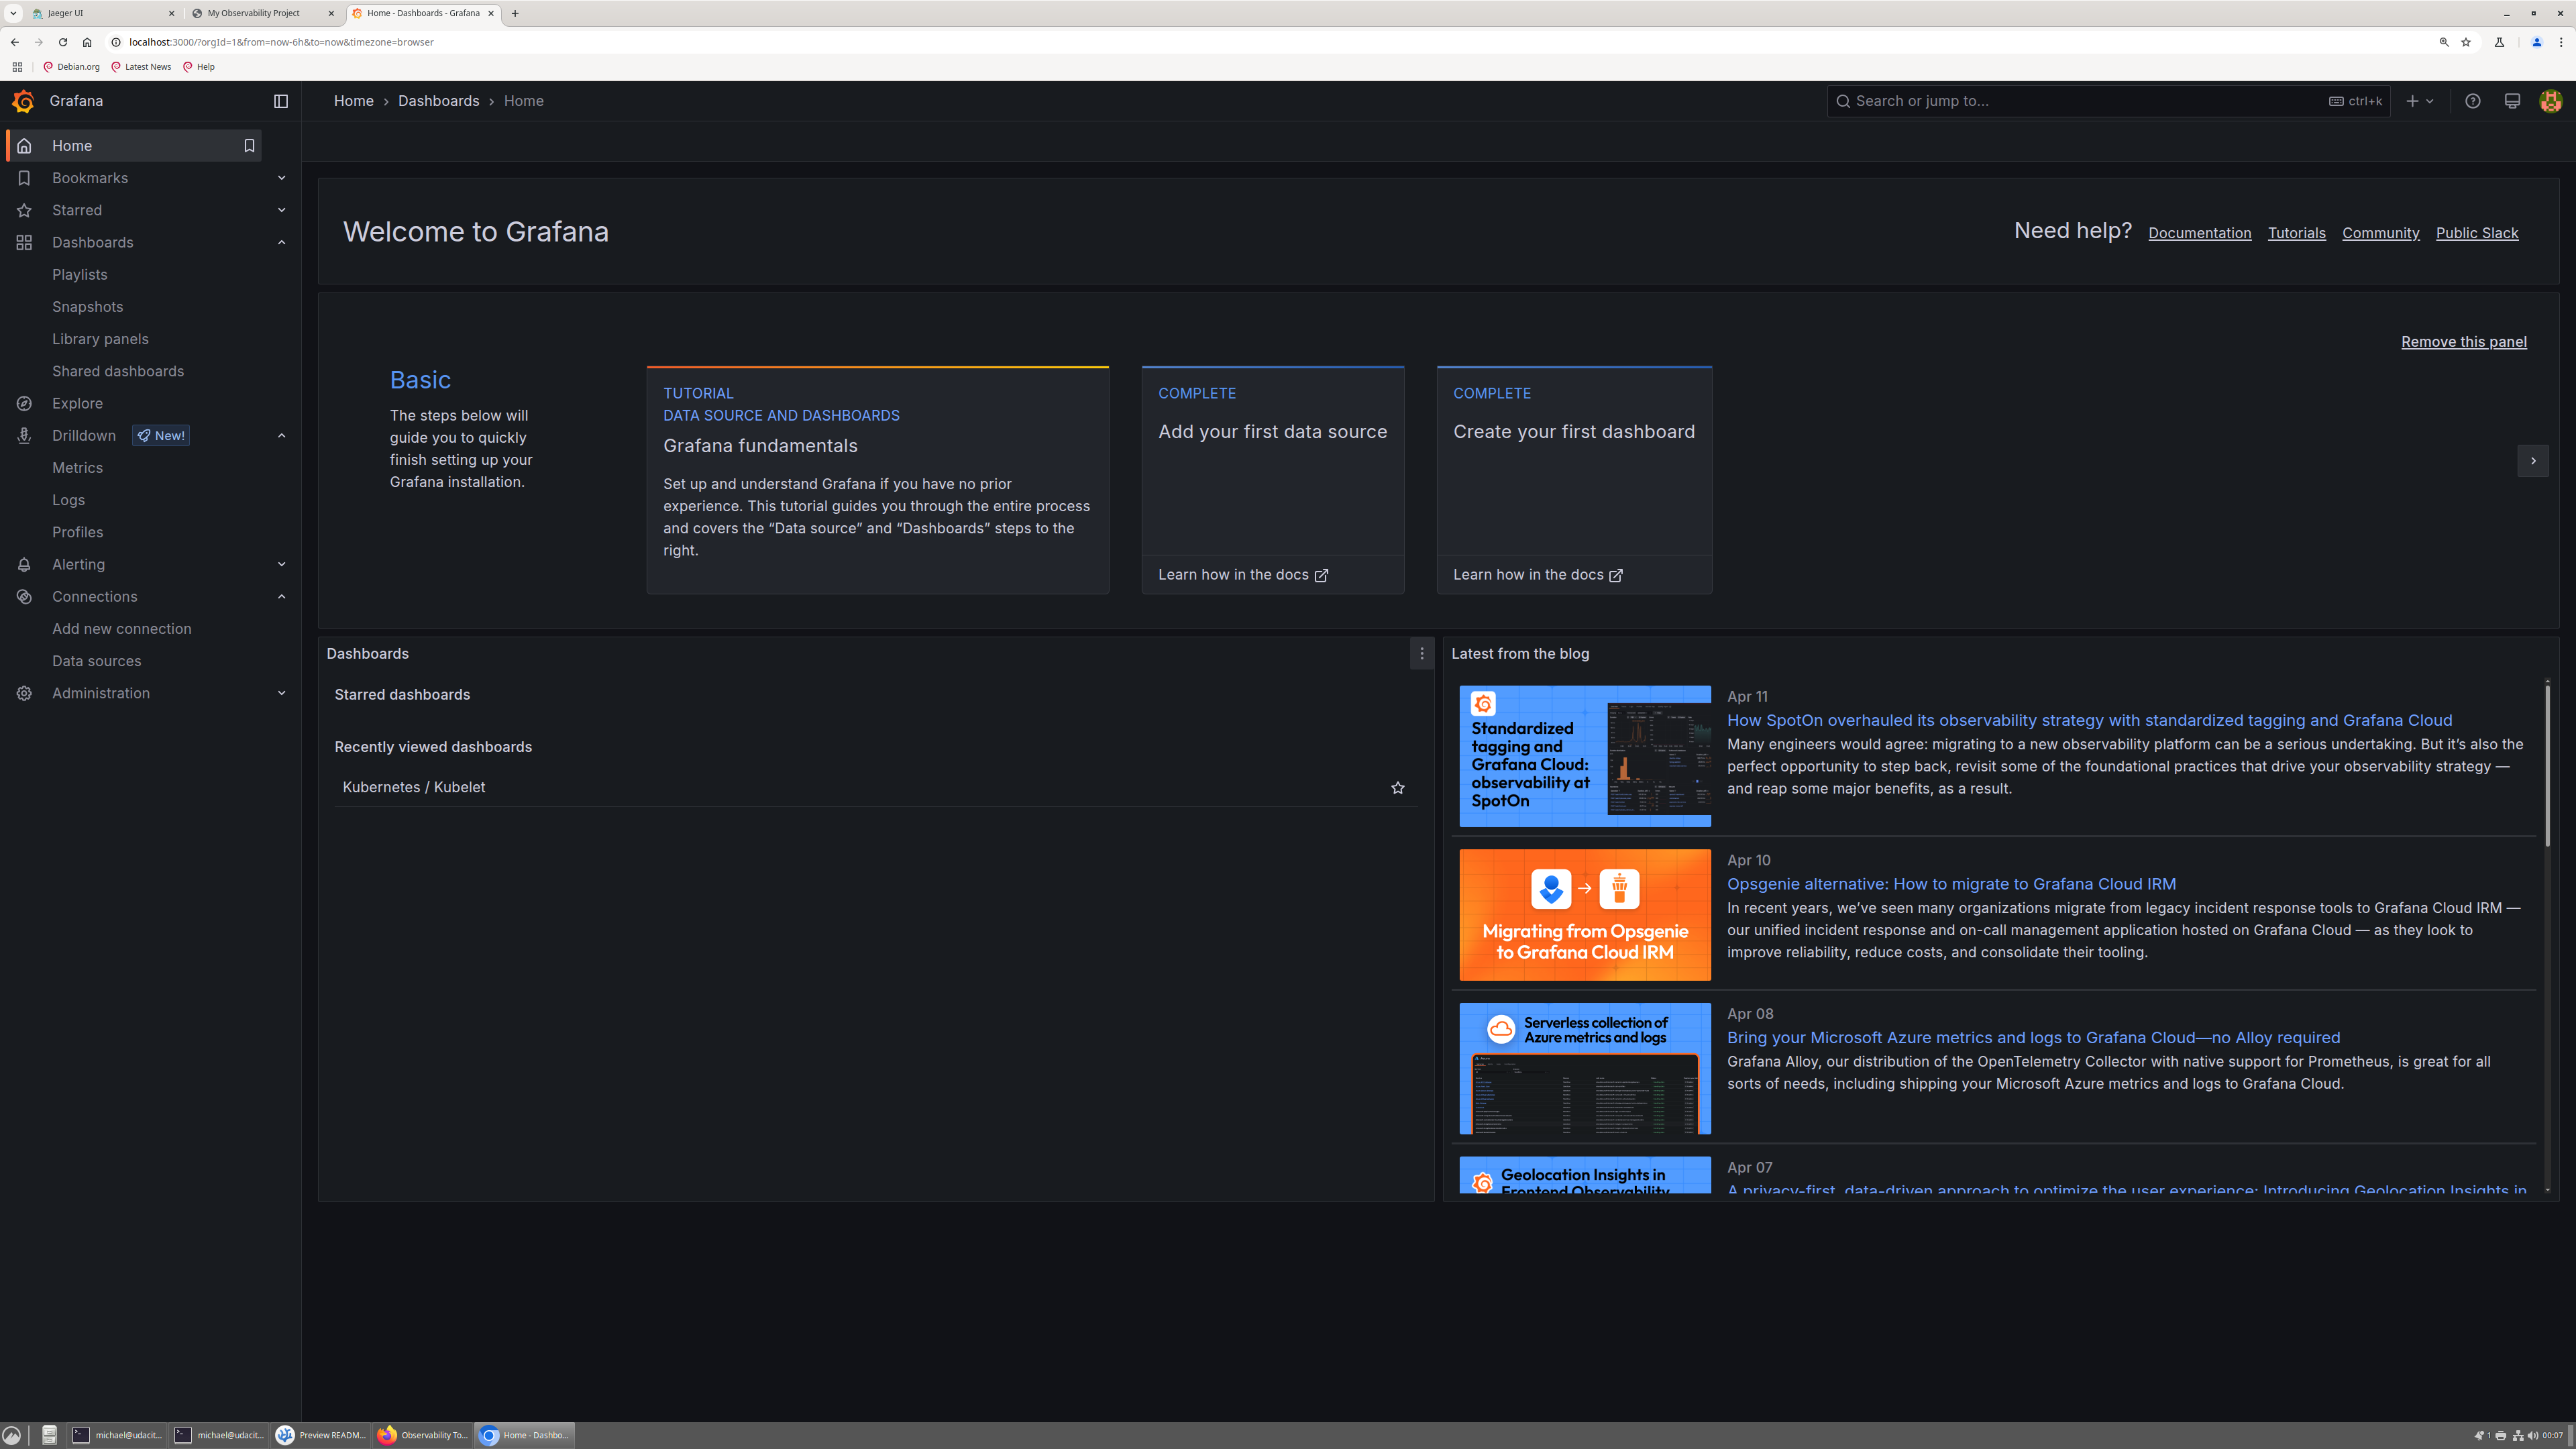 Jaeger UI
My Observability Project
Home - Dashboards - Grafana
localhost:3000/?orgId=1&from=now-6h&to=now&timezone=browser
Debian.org
Latest News
Help
Grafana
Home › Dashboards › Home
Search or jump to...
ctrl+k
Home
Bookmarks
Starred
Dashboards
Playlists
Snapshots
Library panels
Shared dashboards
Explore
Drilldown New!
Metrics
Logs
Profiles
Alerting
Connections
Add new connection
Data sources
Administration
Welcome to Grafana
Need help? Documentation Tutorials Community Public Slack
Remove this panel
Basic
The steps below will
guide you to quickly
finish setting up your
Grafana installation.
TUTORIAL
DATA SOURCE AND DASHBOARDS
Grafana fundamentals
Set up and understand Grafana if you have no prior
experience. This tutorial guides you through the entire process
and covers the “Data source” and “Dashboards” steps to the
right.
COMPLETE
Add your first data source
Learn how in the docs
COMPLETE
Create your first dashboard
Learn how in the docs
Dashboards
Starred dashboards
Recently viewed dashboards
Kubernetes / Kubelet
Latest from the blog
Standardized
tagging and
Grafana Cloud:
observability at
SpotOn
Apr 11
How SpotOn overhauled its observability strategy with standardized tagging and Grafana Cloud
Many engineers would agree: migrating to a new observability platform can be a serious undertaking. But it’s also the
perfect opportunity to step back, revisit some of the foundational practices that drive your observability strategy —
and reap some major benefits, as a result.
Migrating from Opsgenie
to Grafana Cloud IRM
Apr 10
Opsgenie alternative: How to migrate to Grafana Cloud IRM
In recent years, we’ve seen many organizations migrate from legacy incident response tools to Grafana Cloud IRM —
our unified incident response and on-call management application hosted on Grafana Cloud — as they look to
improve reliability, reduce costs, and consolidate their tooling.
Serverless collection of
Azure metrics and logs
Apr 08
Bring your Microsoft Azure metrics and logs to Grafana Cloud—no Alloy required
Grafana Alloy, our distribution of the OpenTelemetry Collector with native support for Prometheus, is great for all
sorts of needs, including shipping your Microsoft Azure metrics and logs to Grafana Cloud.
Geolocation Insights in
Frontend Observability
Apr 07
A privacy-first, data-driven approach to optimize the user experience: Introducing Geolocation Insights in
michael@udacit...
michael@udacit...
Preview READM...
Observability To...
Home - Dashbo...
1
00:07